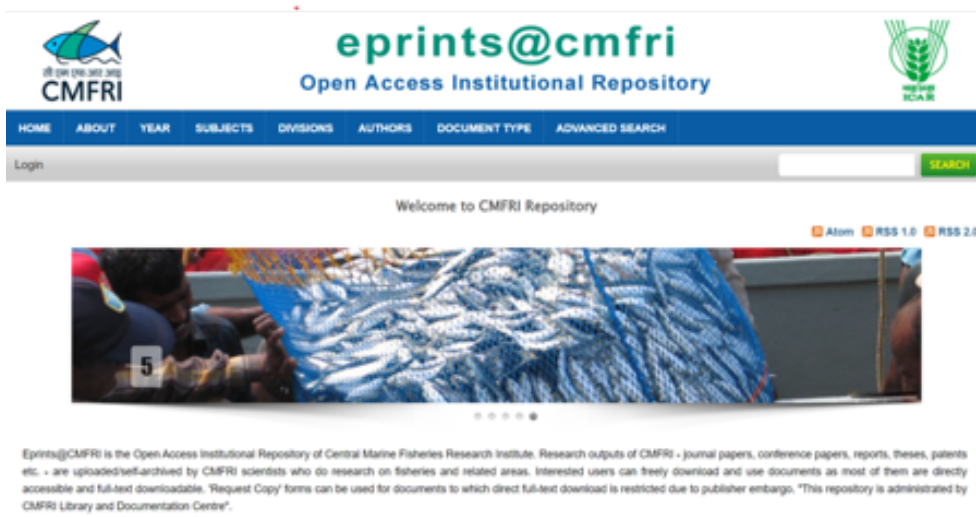 eprints@cmfri
Open Access Institutional Repository
CMFRI
ICAR
HOME ABOUT YEAR SUBJECTS DIVISIONS AUTHORS DOCUMENT TYPE ADVANCED SEARCH
Login
SEARCH
Welcome to CMFRI Repository
Atom RSS 1.0 RSS 2.0
5
Eprints@CMFRI is the Open Access Institutional Repository of Central Marine Fisheries Research Institute. Research outputs of CMFRI - journal papers, conference papers, reports, theses, patents
etc. - are uploaded/self-archived by CMFRI scientists who do research on fisheries and related areas. Interested users can freely download and use documents as most of them are directly
accessible and full-text downloadable. 'Request Copy' forms can be used for documents to which direct full-text download is restricted due to publisher embargo. "This repository is administrated by
CMFRI Library and Documentation Centre".